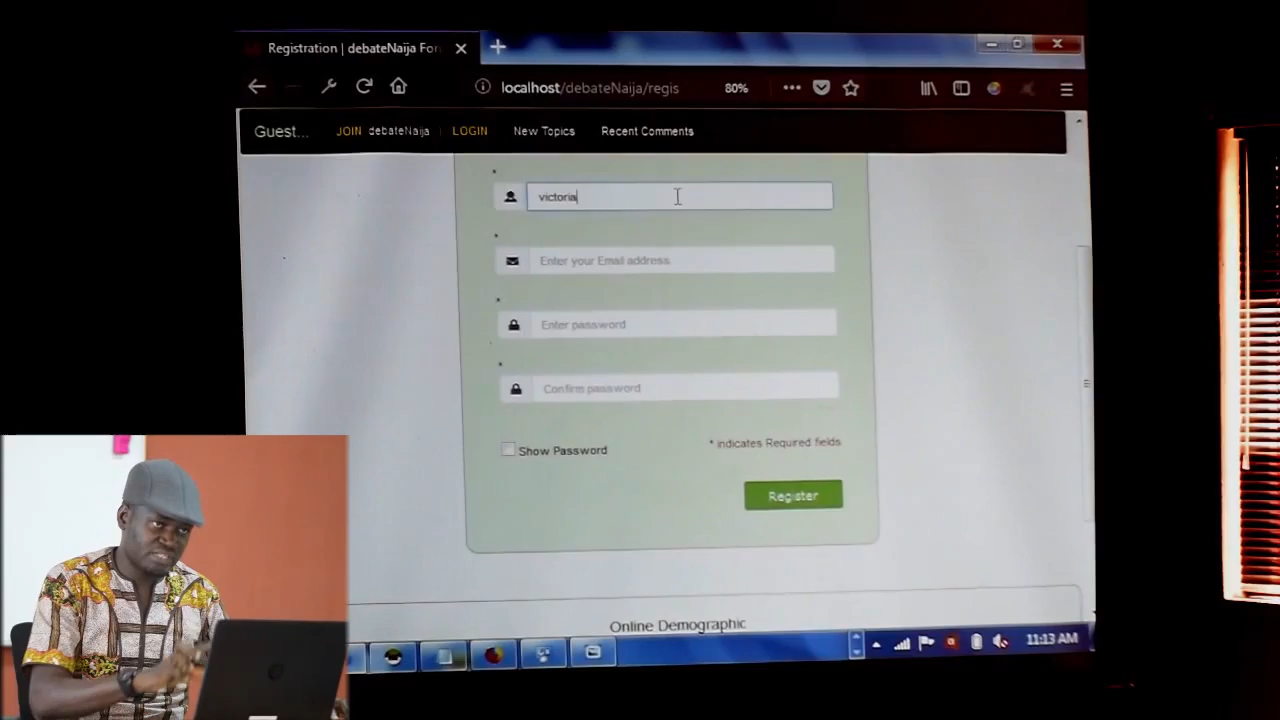 Registration | debateNaija For
localhost/debateNaija/regis 80%
Guest... JOIN debateNaija LOGIN New Topics Recent Comments
*
victoria
*
Enter your Email address
*
Enter password
*
Confirm password
Show Password
* indicates Required fields
Register
Online Demographic
11:13 AM